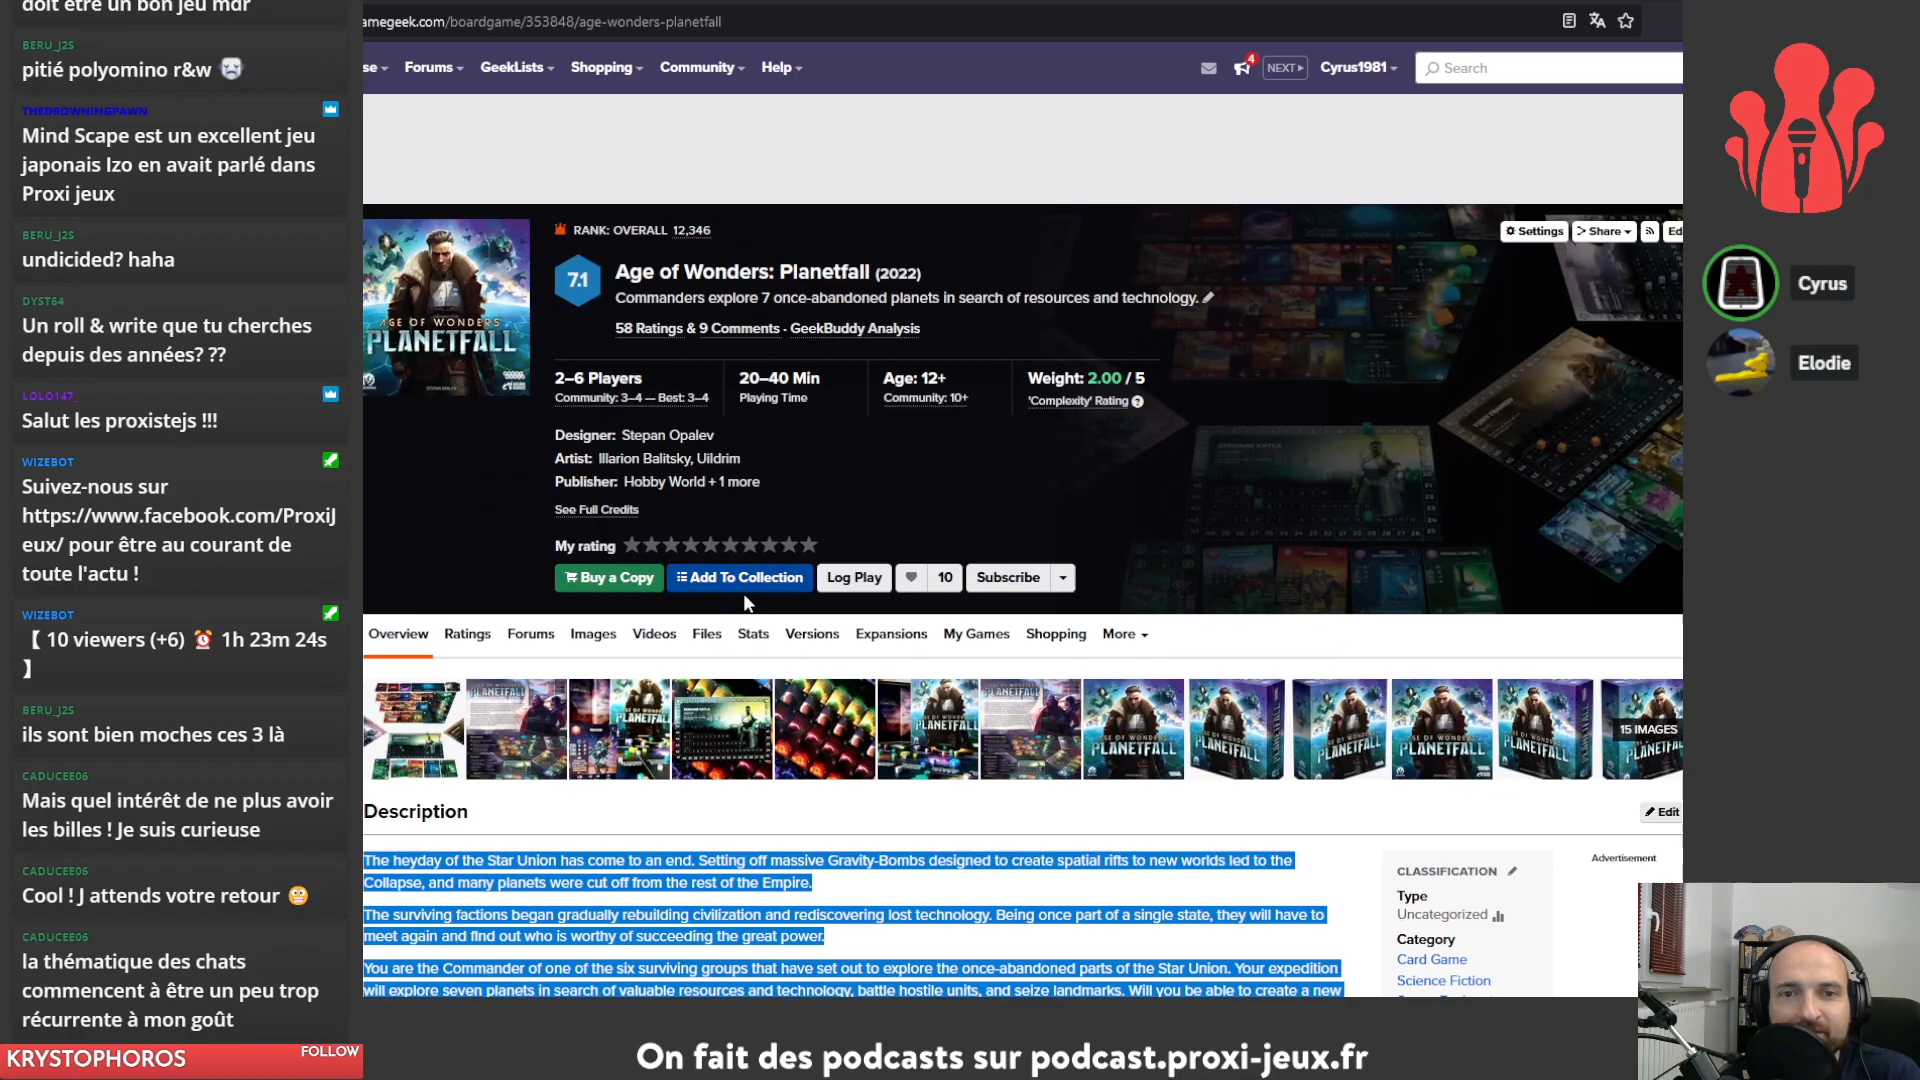 doit être un bon jeu mdr
BERU_J2S
pitié polyomino r&w
THEDROWNINGPAWN
Mind Scape est un excellent jeu
japonais Izo en avait parlé dans
Proxi jeux
BERU_J2S
undicided? haha
DYST64
Un roll & write que tu cherches
depuis des années? ??
LOLO147_
Salut les proxistejs !!!
WIZEBOT
Suivez-nous sur
https://www.facebook.com/ProxiJ
eux/ pour être au courant de
toute l'actu !
WIZEBOT
【 10 viewers (+6) ⏰ 1h 23m 24s
】
BERU_J2S
ils sont bien moches ces 3 là
CADUCEE06
Mais quel intérêt de ne plus avoir
les billes ! Je suis curieuse
CADUCEE06
Cool ! J attends votre retour
CADUCEE06
la thématique des chats
commencent à être un peu trop
récurrente à mon goût
KRYSTOPHOROS FOLLOW
amegeek.com/boardgame/353848/age-wonders-planetfall
se Forums GeekLists Shopping Community Help 4 NEXT Cyrus1981 Search
RANK: OVERALL 12,346
Settings Share Ed
7.1 Age of Wonders: Planetfall (2022)
Commanders explore 7 once-abandoned planets in search of resources and technology.
58 Ratings & 9 Comments · GeekBuddy Analysis
AGE OF WONDERS
PLANETFALL
2–6 Players 20–40 Min Age: 12+ Weight: 2.00 / 5
Community: 3–4 — Best: 3–4 Playing Time Community: 10+ 'Complexity' Rating
Designer: Stepan Opalev
Artist: Illarion Balitsky, Uildrim
Publisher: Hobby World + 1 more
See Full Credits
My rating
Buy a Copy Add To Collection Log Play 10 Subscribe
Overview Ratings Forums Images Videos Files Stats Versions Expansions My Games Shopping More
15 IMAGES
Description
Edit
The heyday of the Star Union has come to an end. Setting off massive Gravity-Bombs designed to create spatial rifts to new worlds led to the
Collapse, and many planets were cut off from the rest of the Empire.
The surviving factions began gradually rebuilding civilization and rediscovering lost technology. Being once part of a single state, they will have to
meet again and find out who is worthy of succeeding the great power.
You are the Commander of one of the six surviving groups that have set out to explore the once-abandoned parts of the Star Union. Your expedition
will explore seven planets in search of valuable resources and technology, battle hostile units, and seize landmarks. Will you be able to create a new
CLASSIFICATION
Type
Uncategorized
Category
Card Game
Science Fiction
Advertisement
Cyrus
Elodie
On fait des podcasts sur podcast.proxi-jeux.fr